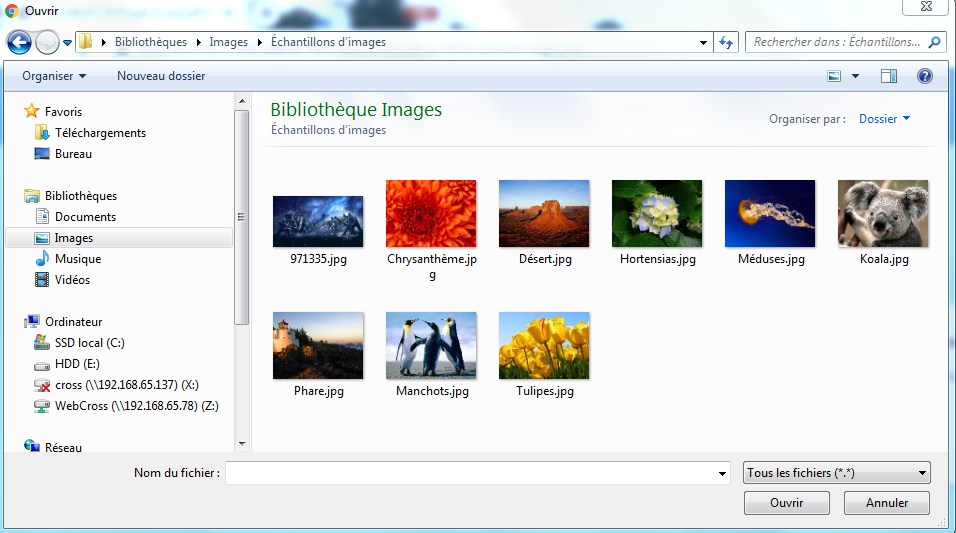 Ouvrir
Bibliothèques Images Échantillons d'images
Rechercher dans : Échantillons...
Organiser Nouveau dossier
Favoris
Téléchargements
Bureau
Bibliothèques
Documents
Images
Musique
Vidéos
Ordinateur
SSD local (C:)
HDD (E:)
cross (\\192.168.65.137) (X:)
WebCross (\\192.168.65.78) (Z:)
Réseau
Bibliothèque Images
Échantillons d'images
Organiser par : Dossier
971335.jpg
Chrysanthème.jp
g
Désert.jpg
Hortensias.jpg
Méduses.jpg
Koala.jpg
Phare.jpg
Manchots.jpg
Tulipes.jpg
Nom du fichier :
Tous les fichiers (*.*)
Ouvrir Annuler